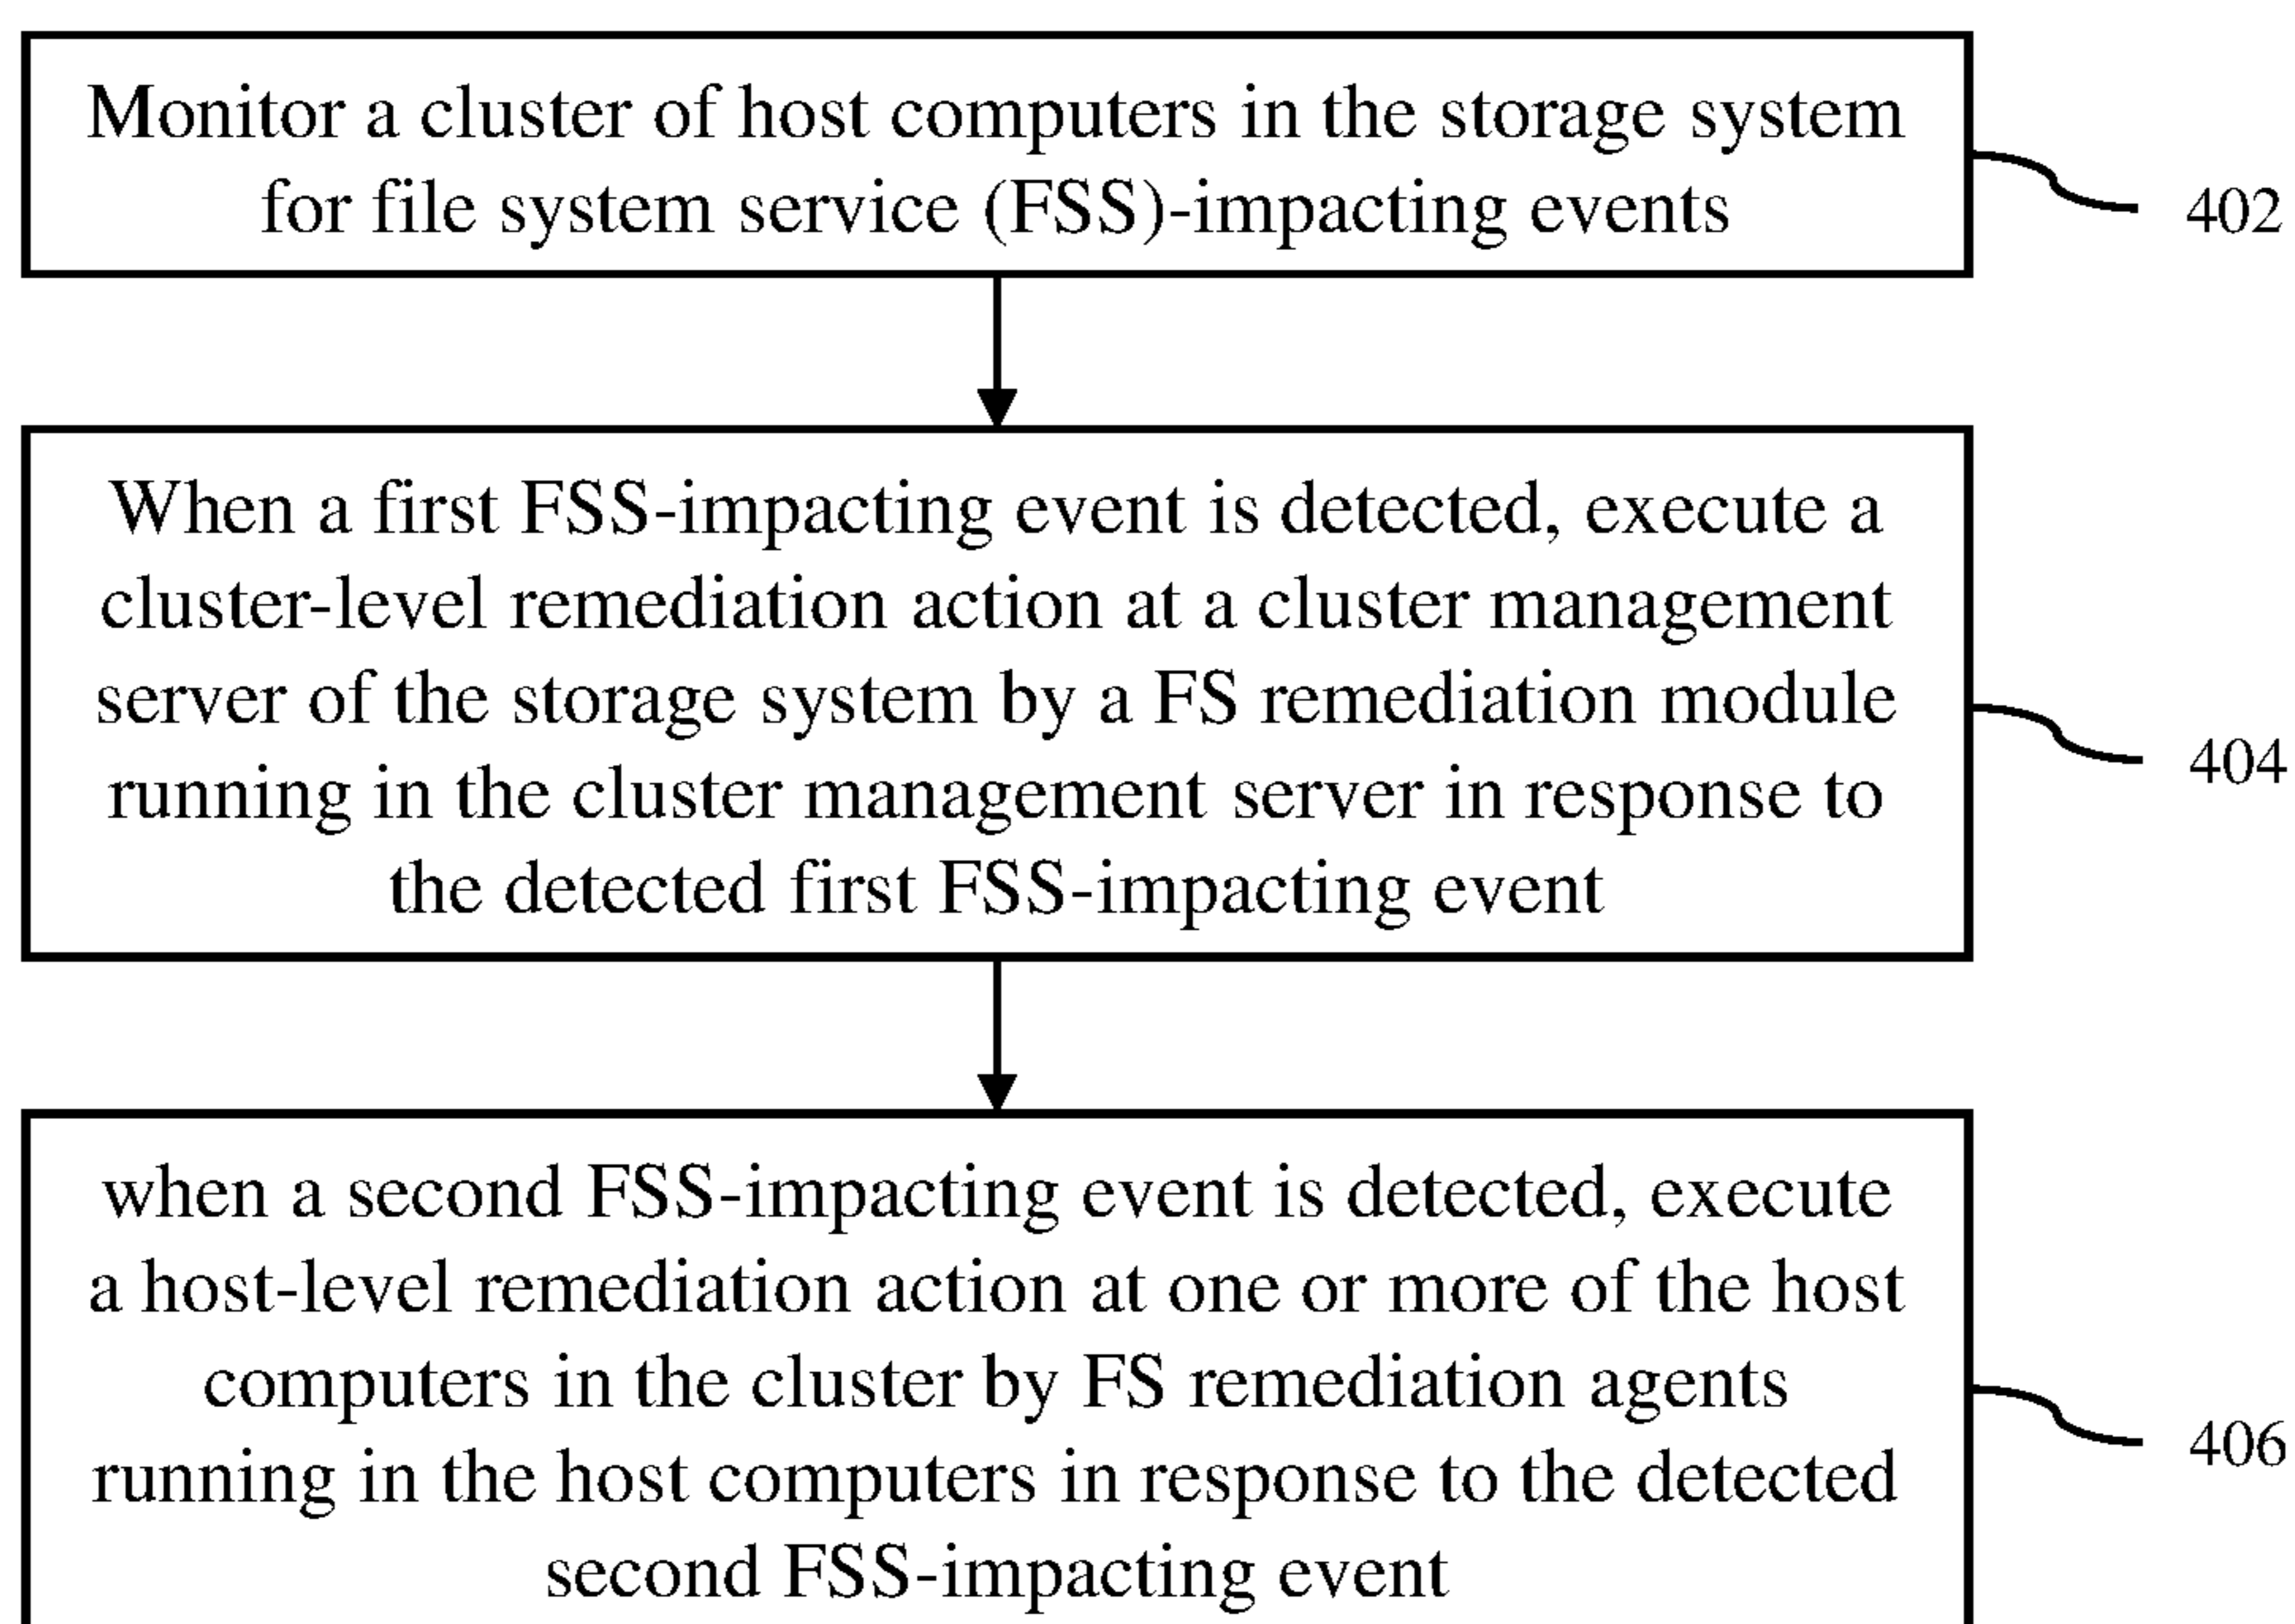 Monitor a cluster of host computers in the storage system
for file system service (FSS)-impacting events
402
When a first FSS-impacting event is detected, execute a
cluster-level remediation action at a cluster management
server of the storage system by a FS remediation module
running in the cluster management server in response to
the detected first FSS-impacting event
404
when a second FSS-impacting event is detected, execute
a host-level remediation action at one or more of the host
computers in the cluster by FS remediation agents
running in the host computers in response to the detected
second FSS-impacting event
406